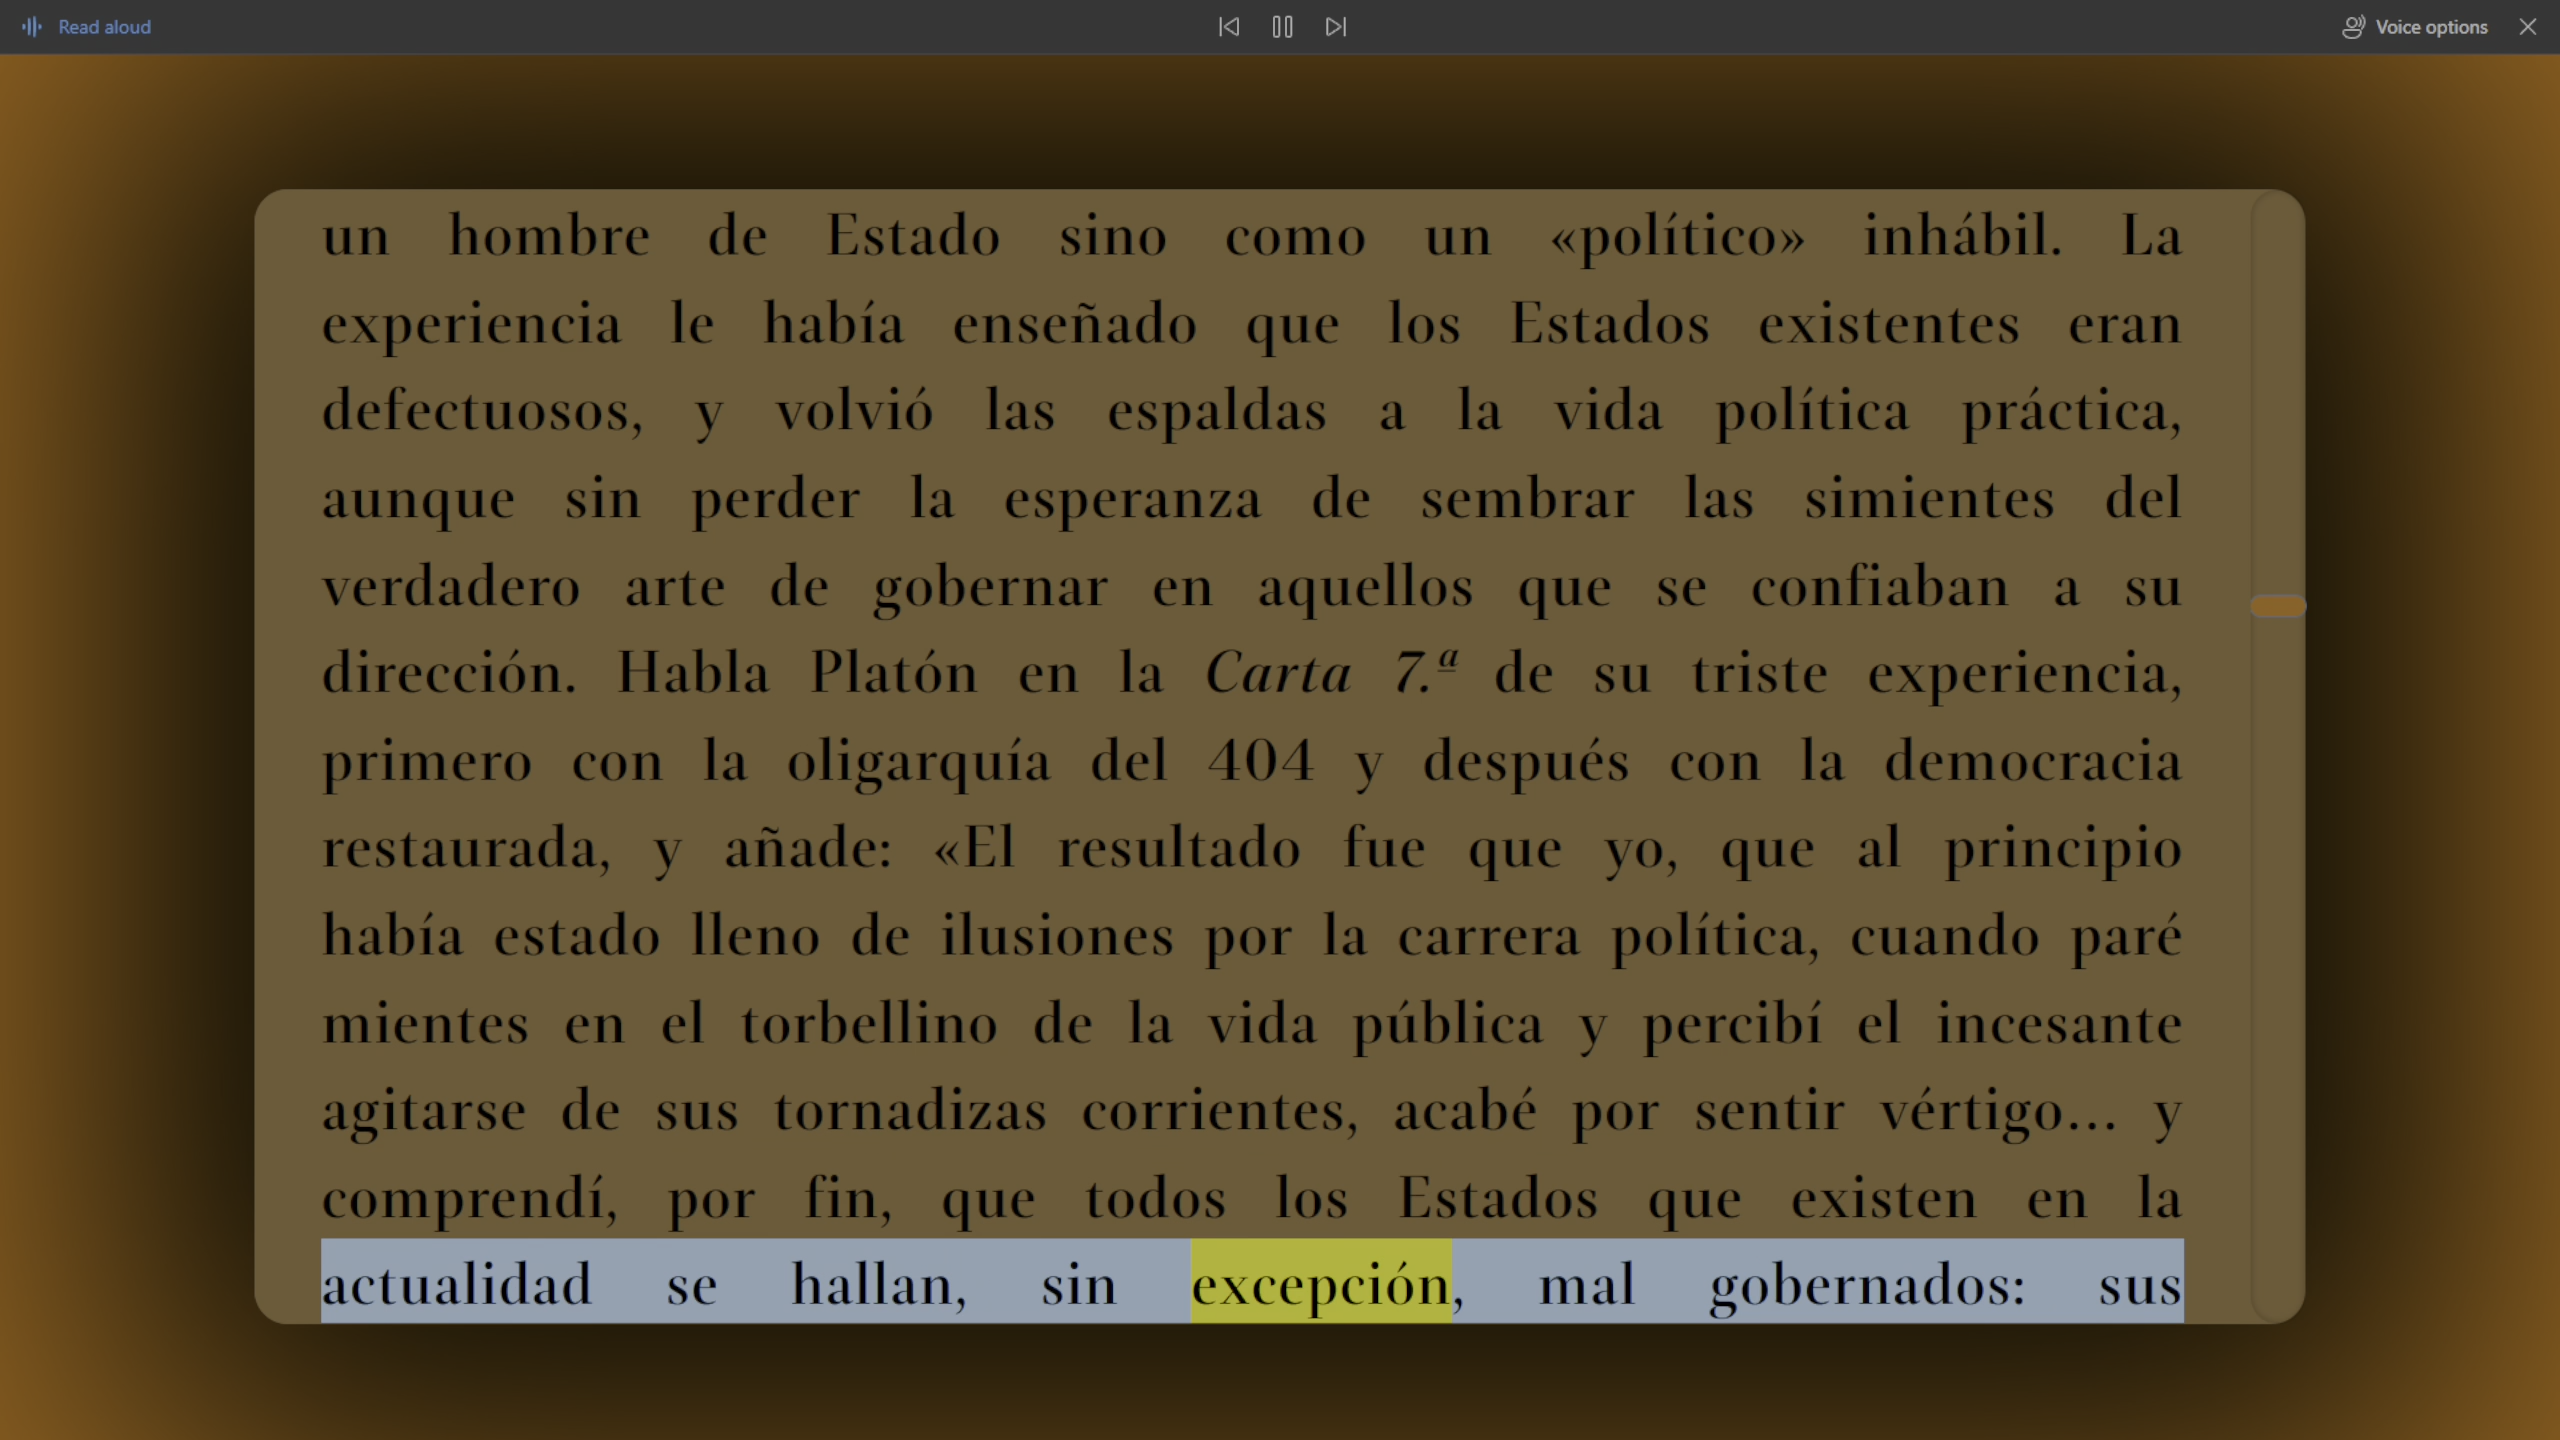 Read aloud
Voice options
un hombre de Estado sino como un «político» inhábil. La
experiencia le había enseñado que los Estados existentes eran
defectuosos, y volvió las espaldas a la vida política práctica,
aunque sin perder la esperanza de sembrar las simientes del
verdadero arte de gobernar en aquellos que se confiaban a su
dirección. Habla Platón en la Carta 7.ª de su triste experiencia,
primero con la oligarquía del 404 y después con la democracia
restaurada, y añade: «El resultado fue que yo, que al principio
había estado lleno de ilusiones por la carrera política, cuando paré
mientes en el torbellino de la vida pública y percibí el incesante
agitarse de sus tornadizas corrientes, acabé por sentir vértigo... y
comprendí, por fin, que todos los Estados que existen en la
actualidad se hallan, sin excepción, mal gobernados: sus